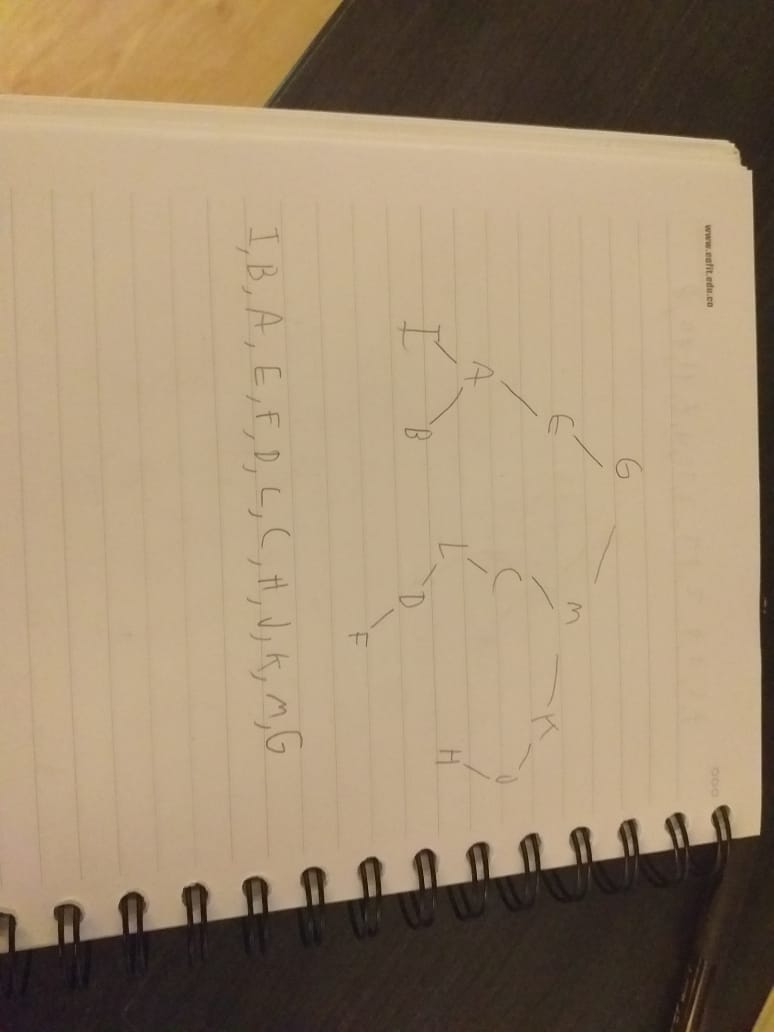 www.eafit.edu.co
G
E M
K
A C J
L H
I B D
F
I, B, A, E, F, D, L, C, H, J, K, M, G